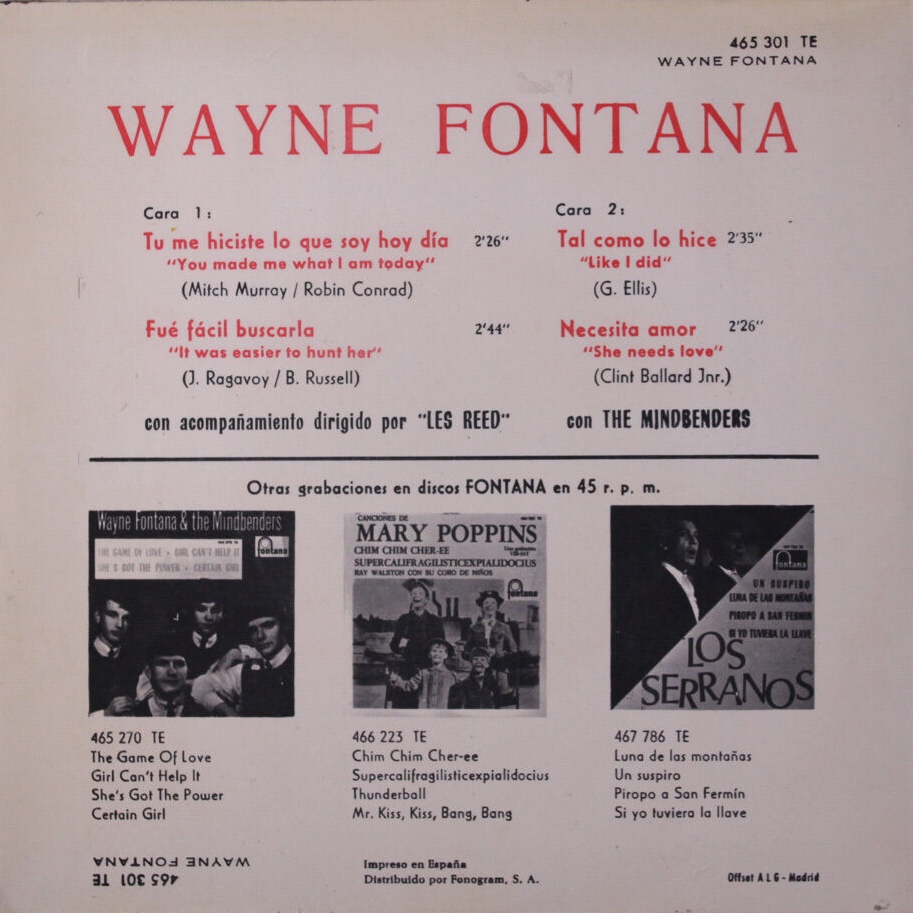 465 301 TE
WAYNE FONTANA
WAYNE FONTANA
Cara 1:
Tu me hiciste lo que soy hoy día 2'26"
"You made me what I am today"
(Mitch Murray / Robin Conrad)
Fué fácil buscarla 2'44"
"It was easier to hunt her"
(J. Ragavoy / B. Russell)
con acompañamiento dirigido por "LES REED"
Cara 2:
Tal como lo hice 2'35"
"Like I did"
(G. Ellis)
Necesita amor 2'26"
"She needs love"
(Clint Ballard Jnr.)
con THE MINDBENDERS
Otras grabaciones en discos FONTANA en 45 r. p. m.
Wayne Fontana & the Mindbenders
THE GAME OF LOVE • GIRL CAN'T HELP IT
SHE'S GOT THE POWER • CERTAIN GIRL
fontana
465 270 TE
The Game Of Love
Girl Can't Help It
She's Got The Power
Certain Girl
CANCIONES DE
MARY POPPINS
CHIM CHIM CHER-EE
SUPERCALIFRAGILISTICEXPIALIDOCIUS
RAY WALSTON CON SU CORO DE NIÑOS
fontana
466 223 TE
Chim Chim Cher-ee
Supercalifragilisticexpialidocius
Thunderball
Mr. Kiss, Kiss, Bang, Bang
fontana
UN SUSPIRO
LUNA DE LAS MONTAÑAS
PIROPO A SAN FERMIN
SI YO TUVIERA LA LLAVE
LOS
SERRANOS
467 786 TE
Luna de las montañas
Un suspiro
Piropo a San Fermín
Si yo tuviera la llave
465 301 TE
WAYNE FONTANA
Impreso en España
Distribuido por Fonogram, S. A.
Offset A L G - Madrid